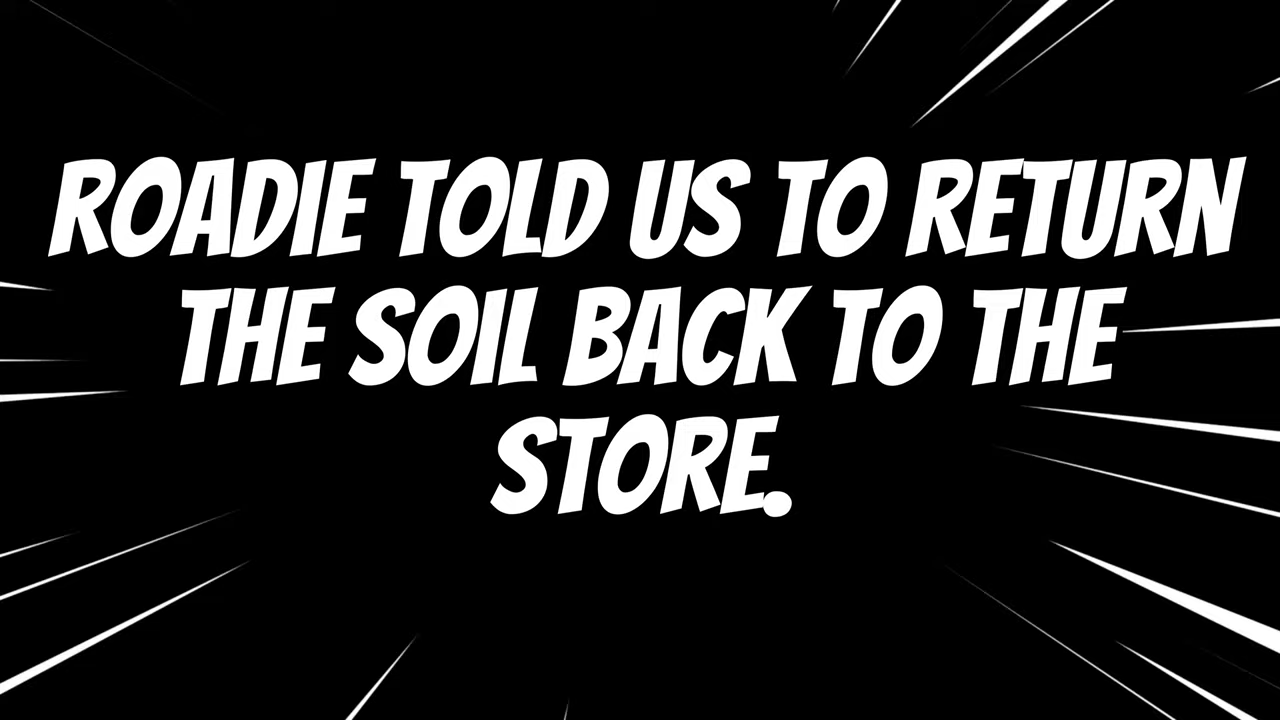 ROADIE TOLD US TO RETURN
THE SOIL BACK TO THE
STORE.